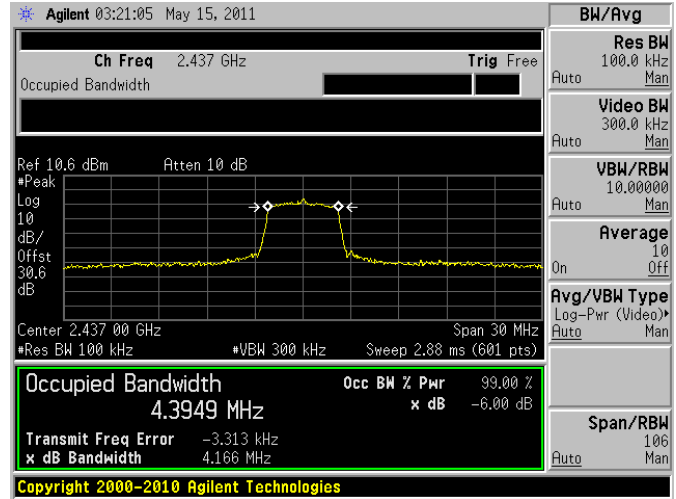 Agilent 03:21:05 May 15, 2011
BW/Avg
Ch Freq 2.437 GHz Trig Free
Occupied Bandwidth
Res BW
100.0 kHz
Auto Man
Video BW
300.0 kHz
Auto Man
VBW/RBW
10.00000
Auto Man
Average
10
On Off
Avg/VBW Type
Log-Pwr (Video)▸
Auto Man
Span/RBW
106
Auto Man
Ref 10.6 dBm Atten 10 dB
#Peak
Log
10
dB/
Offst
30.6
dB
Center 2.437 00 GHz Span 30 MHz
#Res BW 100 kHz #VBW 300 kHz Sweep 2.88 ms (601 pts)
Occupied Bandwidth Occ BW % Pwr 99.00 %
4.3949 MHz x dB -6.00 dB
Transmit Freq Error -3.313 kHz
x dB Bandwidth 4.166 MHz
Copyright 2000-2010 Agilent Technologies